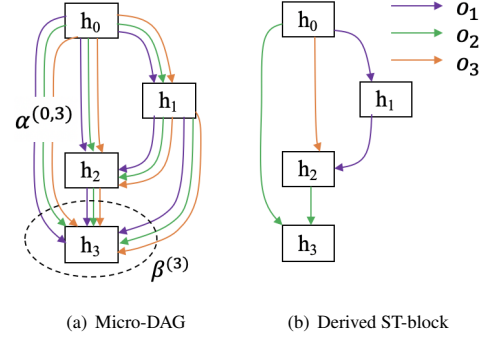 h₀
h₁
α⁽⁰,³⁾
h₂
h₃
β⁽³⁾
(a) Micro-DAG
h₀
o₁
o₂
o₃
h₁
h₂
h₃
(b) Derived ST-block